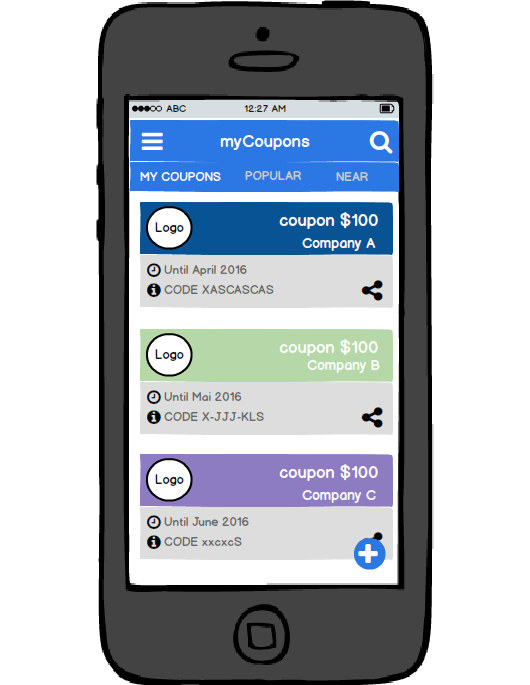 ABC 12:27 AM
myCoupons
MY COUPONS POPULAR NEAR
Logo coupon $100
Company A
Until April 2016
CODE XASCASCAS
Logo coupon $100
Company B
Until Mai 2016
CODE X-JJJ-KLS
Logo coupon $100
Company C
Until June 2016
CODE xxcxcS